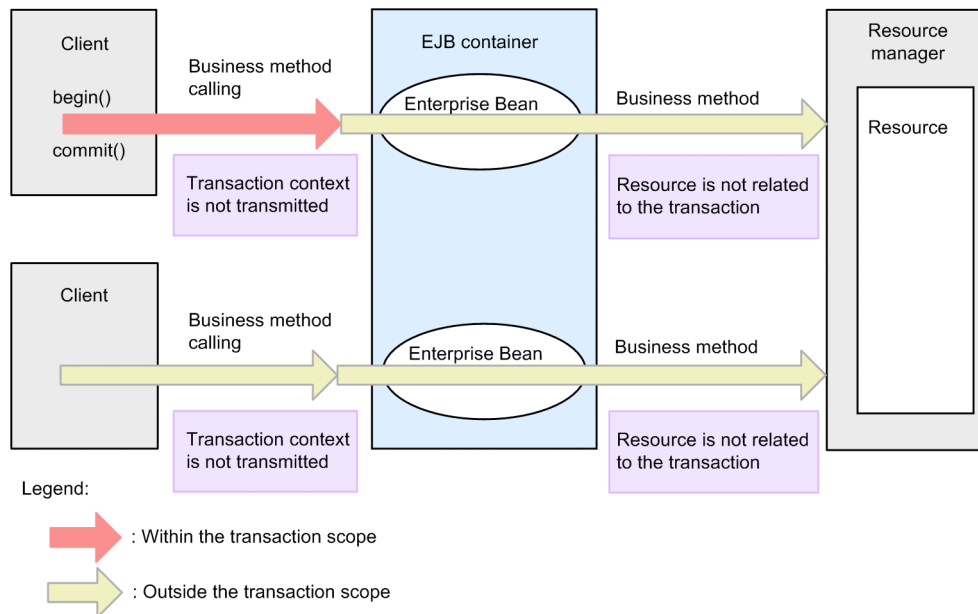 Client
begin()
commit()
Business method
calling
Transaction context
is not transmitted
EJB container
Enterprise Bean
Business method
Resource is not related
to the transaction
Resource
manager
Resource
Client
Business method
calling
Transaction context
is not transmitted
Enterprise Bean
Business method
Resource is not related
to the transaction
Legend:
: Within the transaction scope
: Outside the transaction scope